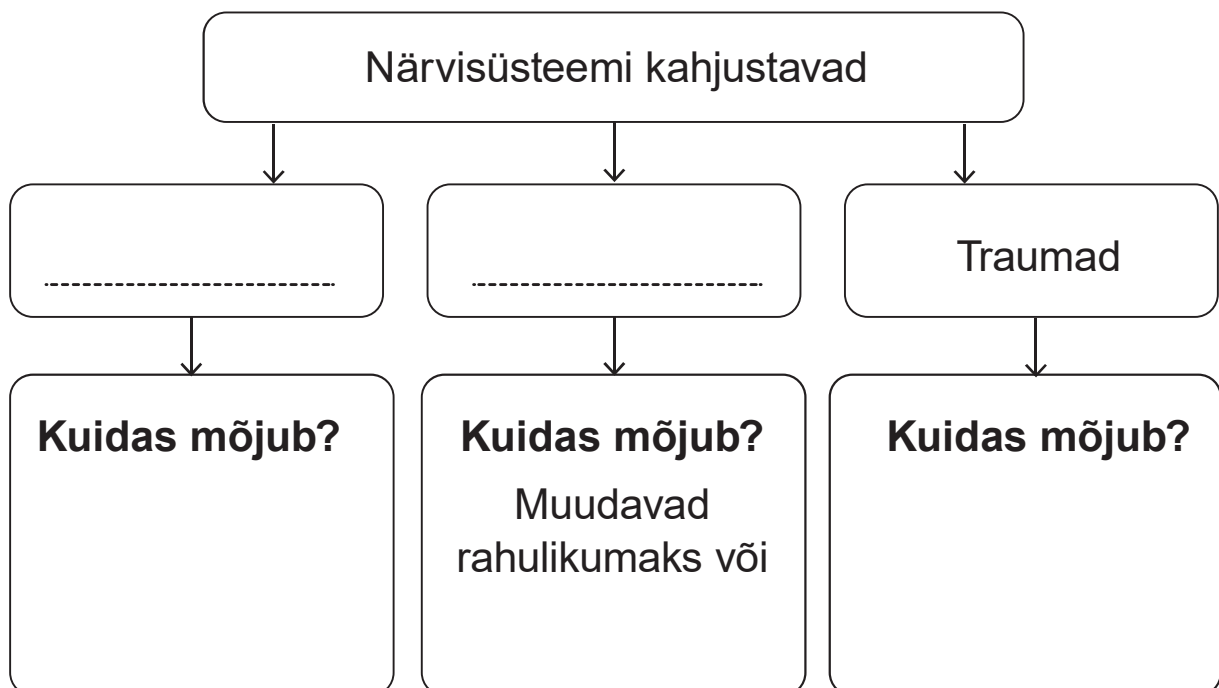 Närvisüsteemi kahjustavad
Traumad
Kuidas mõjub?
Kuidas mõjub?
Muudavad
rahulikumaks või
Kuidas mõjub?